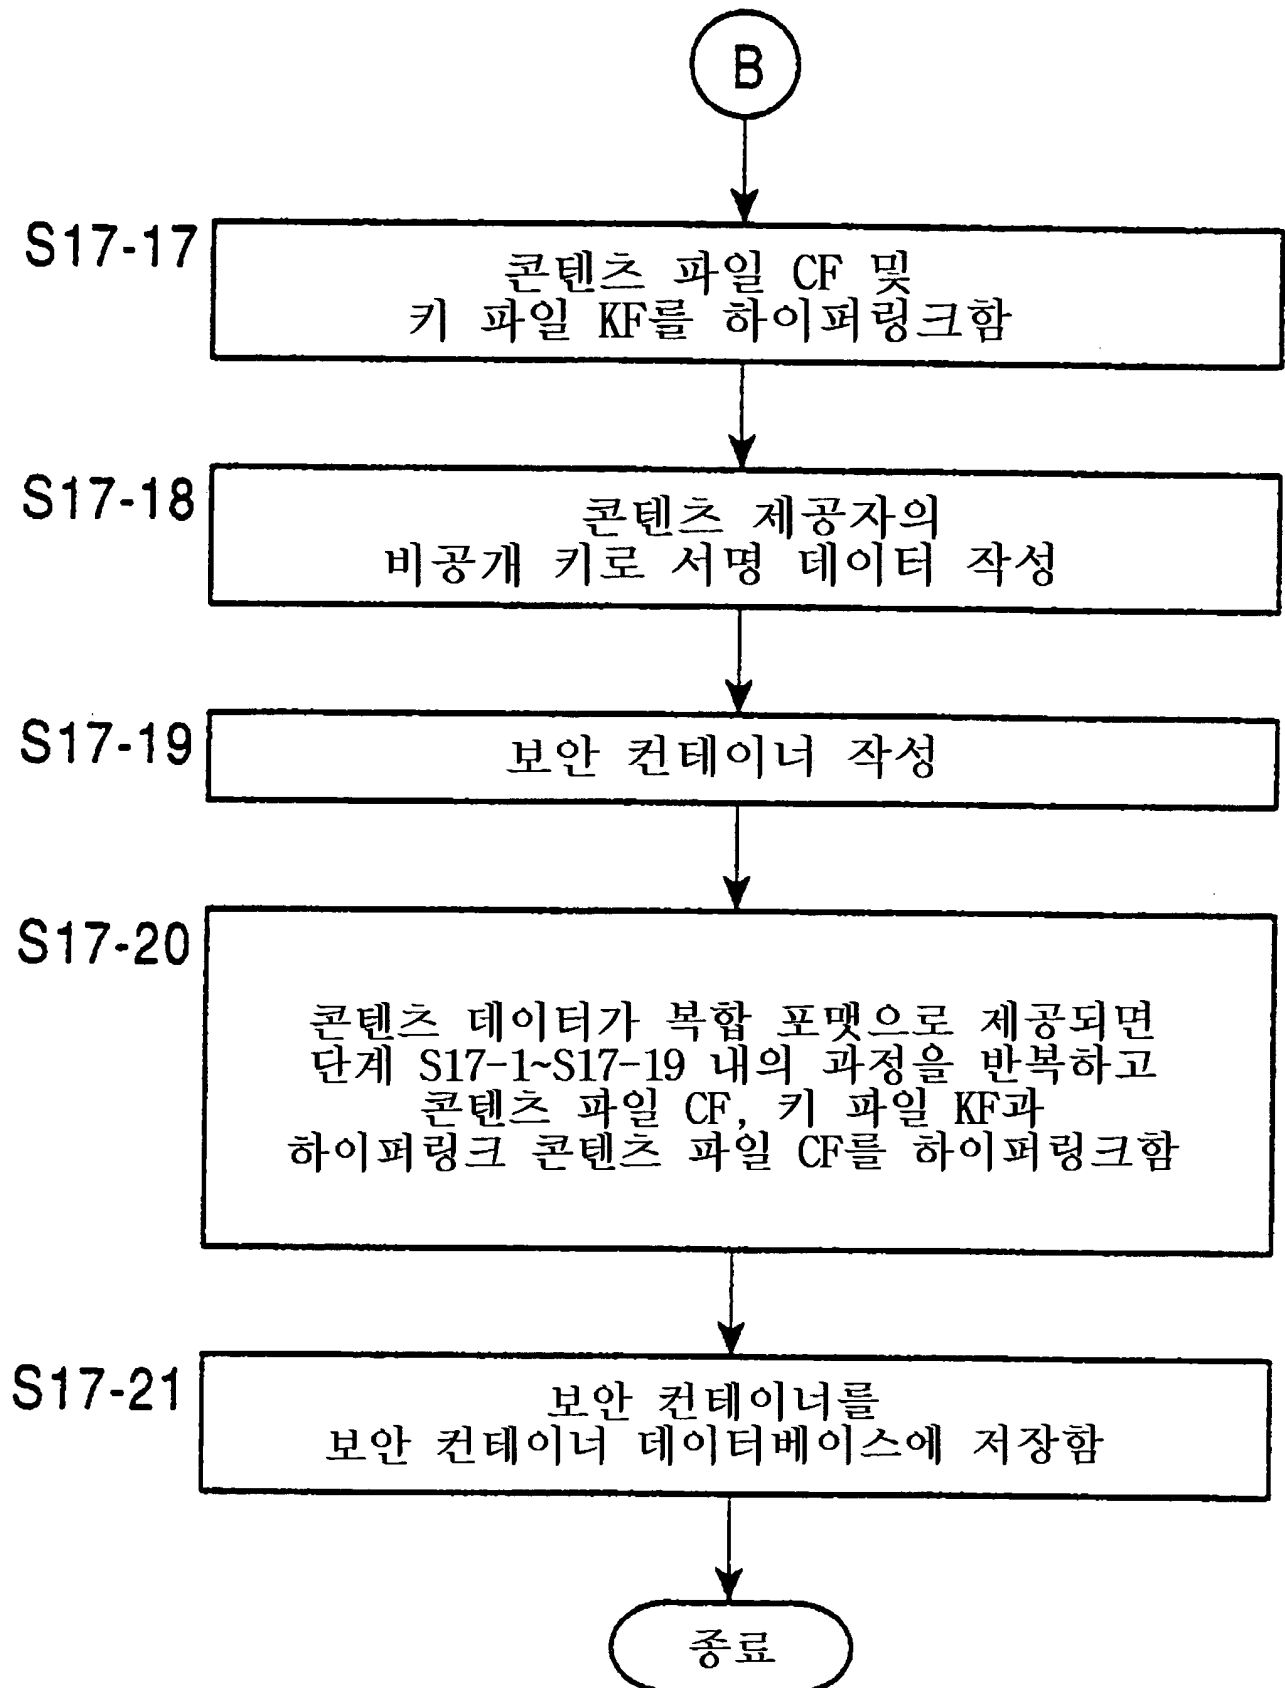 B
S17-17
콘텐츠 파일 CF 및
키 파일 KF를 하이퍼링크함
S17-18
콘텐츠 제공자의
비공개 키로 서명 데이터 작성
S17-19
보안 컨테이너 작성
S17-20
콘텐츠 데이터가 복합 포맷으로 제공되면
단계 S17-1~S17-19 내의 과정을 반복하고
콘텐츠 파일 CF, 키 파일 KF과
하이퍼링크 콘텐츠 파일 CF를 하이퍼링크함
S17-21
보안 컨테이너를
보안 컨테이너 데이터베이스에 저장함
종료